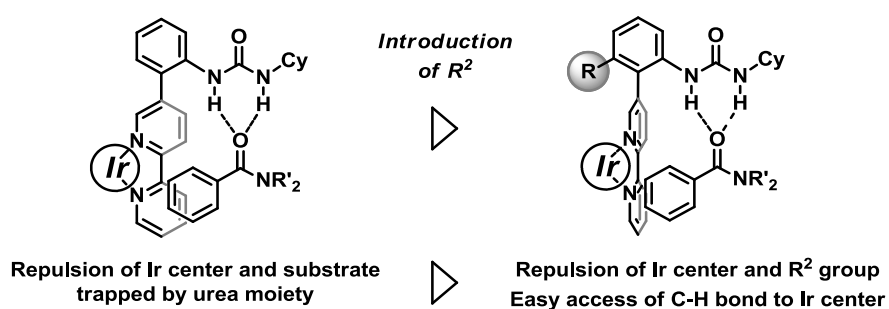 O
N
H
N
H
Cy
O
NR'₂
N
N
Ir
Introduction
of R²
R
O
N
H
N
H
Cy
O
NR'₂
N
N
Ir
Repulsion of Ir center and substrate
trapped by urea moiety
Repulsion of Ir center and R² group
Easy access of C-H bond to Ir center